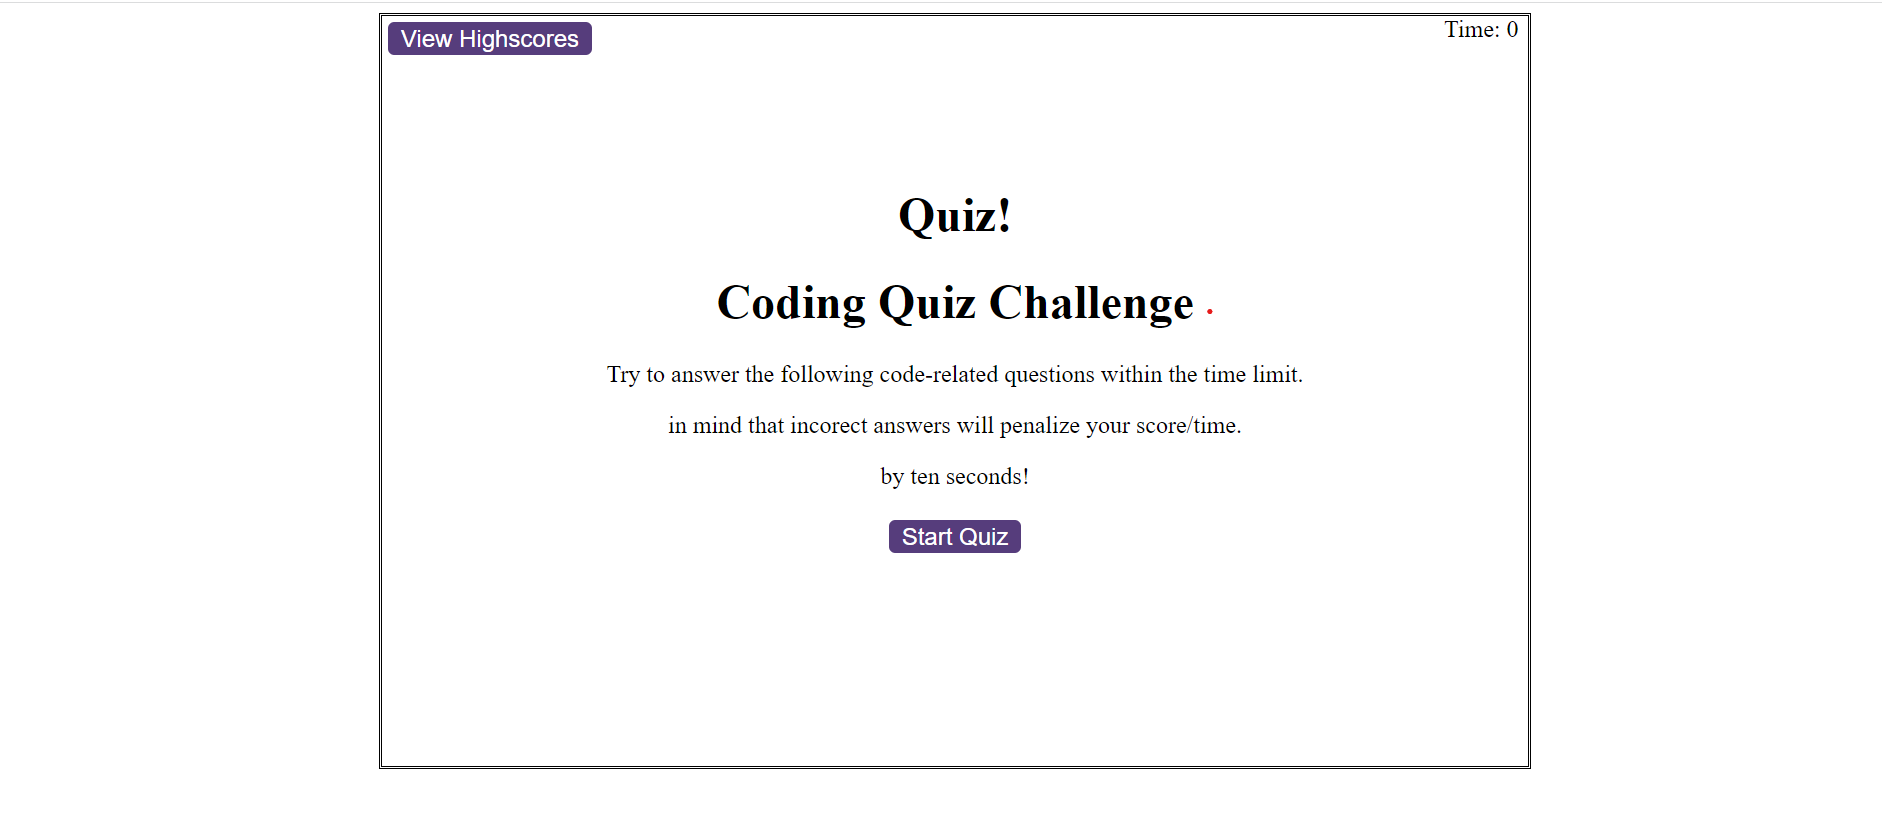 View Highscores
Time: 0
Quiz!
Coding Quiz Challenge
Try to answer the following code-related questions within the time limit.
in mind that incorect answers will penalize your score/time.
by ten seconds!
Start Quiz